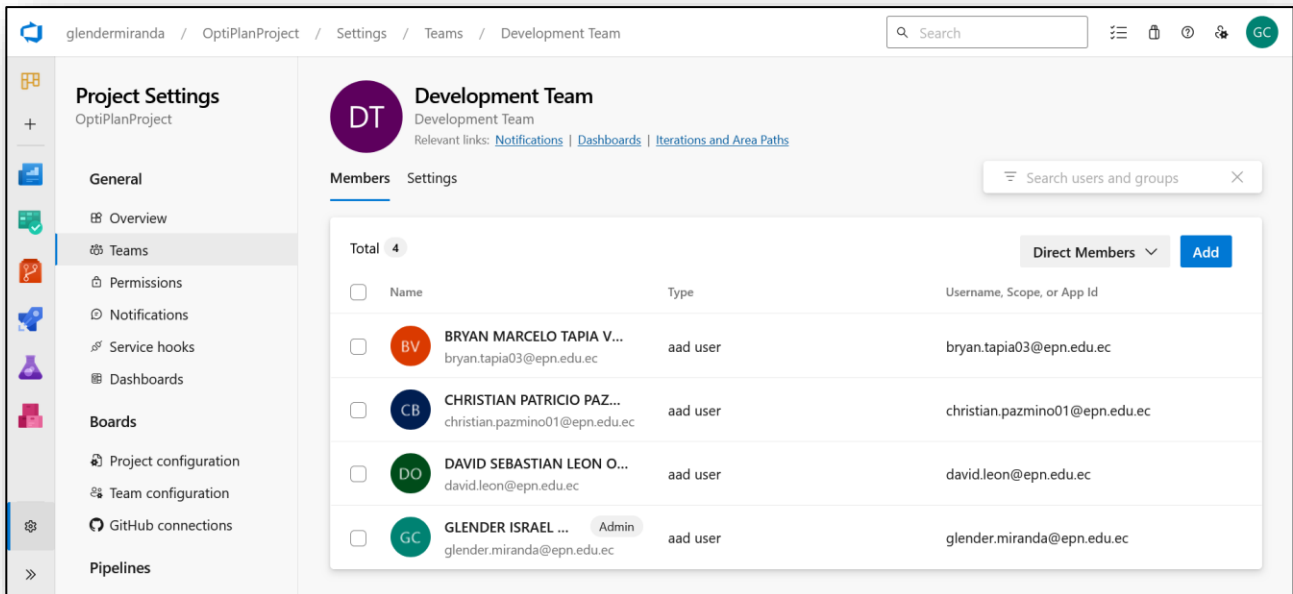 glendermiranda / OptiPlanProject / Settings / Teams / Development Team
Search
GC
Project Settings
OptiPlanProject
General
Overview
Teams
Permissions
Notifications
Service hooks
Dashboards
Boards
Project configuration
Team configuration
GitHub connections
Pipelines
DT
Development Team
Development Team
Relevant links: Notifications | Dashboards | Iterations and Area Paths
Members Settings
Search users and groups
Total 4
Direct Members
Add
Name Type Username, Scope, or App Id
BV
BRYAN MARCELO TAPIA V...
bryan.tapia03@epn.edu.ec
aad user
bryan.tapia03@epn.edu.ec
CB
CHRISTIAN PATRICIO PAZ...
christian.pazmino01@epn.edu.ec
aad user
christian.pazmino01@epn.edu.ec
DO
DAVID SEBASTIAN LEON O...
david.leon@epn.edu.ec
aad user
david.leon@epn.edu.ec
GC
GLENDER ISRAEL ... Admin
glender.miranda@epn.edu.ec
aad user
glender.miranda@epn.edu.ec